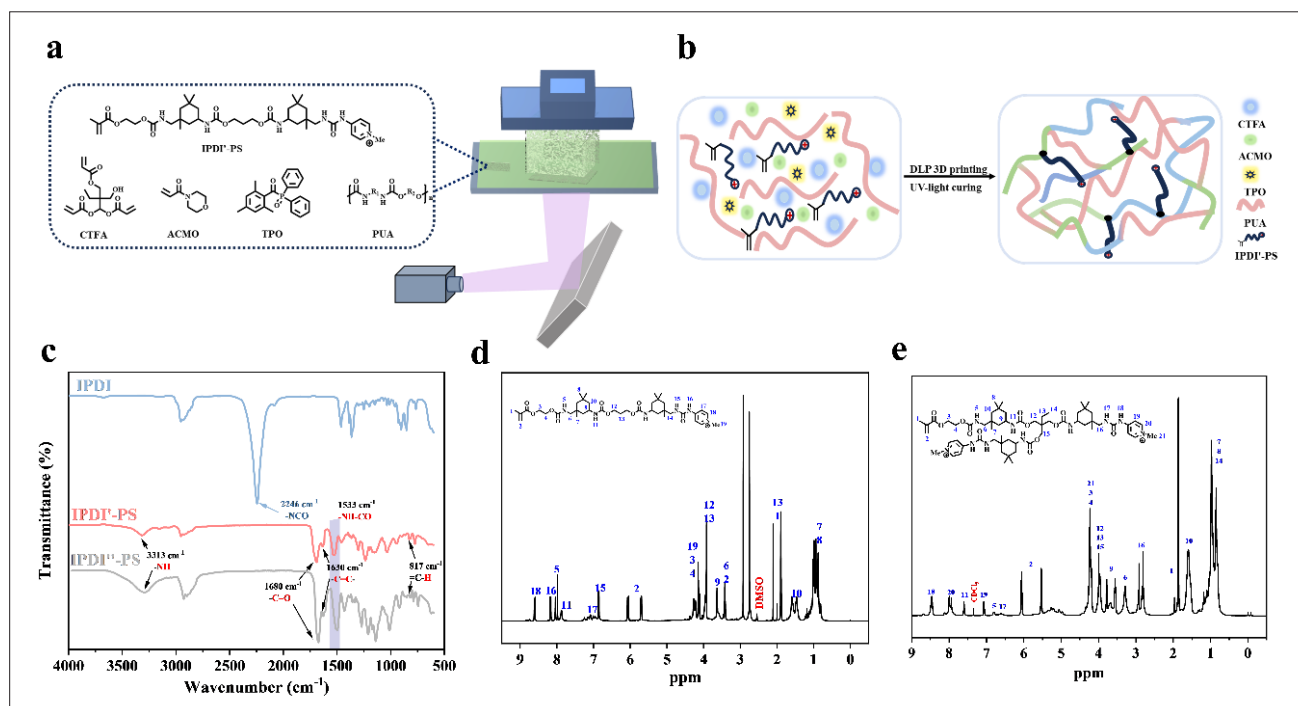 a
IPDI'-PS
CTFA
ACMO
TPO
PUA
b
DLP 3D printing
UV-light curing
CTFA
ACMO
TPO
PUA
IPDI'-PS
c
IPDI
2246 cm-1
-NCO
1533 cm-1
-NH-CO
IPDI'-PS
3313 cm-1
-NH
IPDI''-PS
1680 cm-1
-C=O
1630 cm-1
-C=C-
817 cm-1
=C-H
Transmittance (%)
4000 3500 3000 2500 2000 1500 1000 500
Wavenumber (cm-1)
d
18 16 5 11 17 15 2 19 3 4 12 13 9 6 2 DMSO 13 1 10 7 8
9 8 7 6 5 4 3 2 1 0
ppm
e
18 20 11 CDCl3 19 5 17 2 21 3 4 12 13 15 9 6 16 1 10 7 8 14
9 8 7 6 5 4 3 2 1 0
ppm